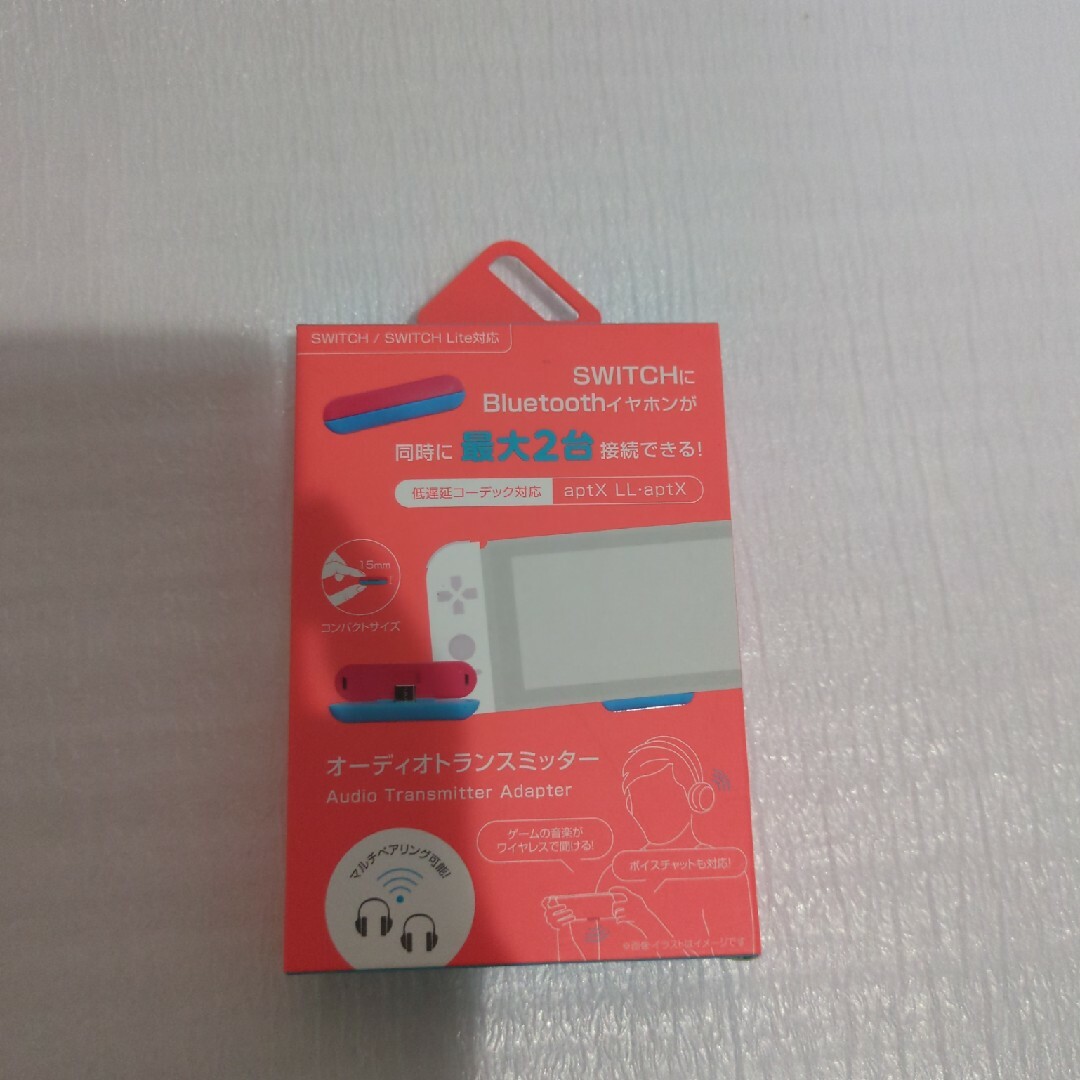 SWITCH / SWITCH Lite対応
SWITCHに
Bluetoothイヤホンが
同時に 最大2台 接続できる!
低遅延コーデック対応 aptX LL・aptX
15mm
コンパクトサイズ
オーディオトランスミッター
Audio Transmitter Adapter
マルチペアリング可能!
ゲームの音楽が
ワイヤレスで聞ける!
ボイスチャットも対応!
※画像・イラストはイメージです